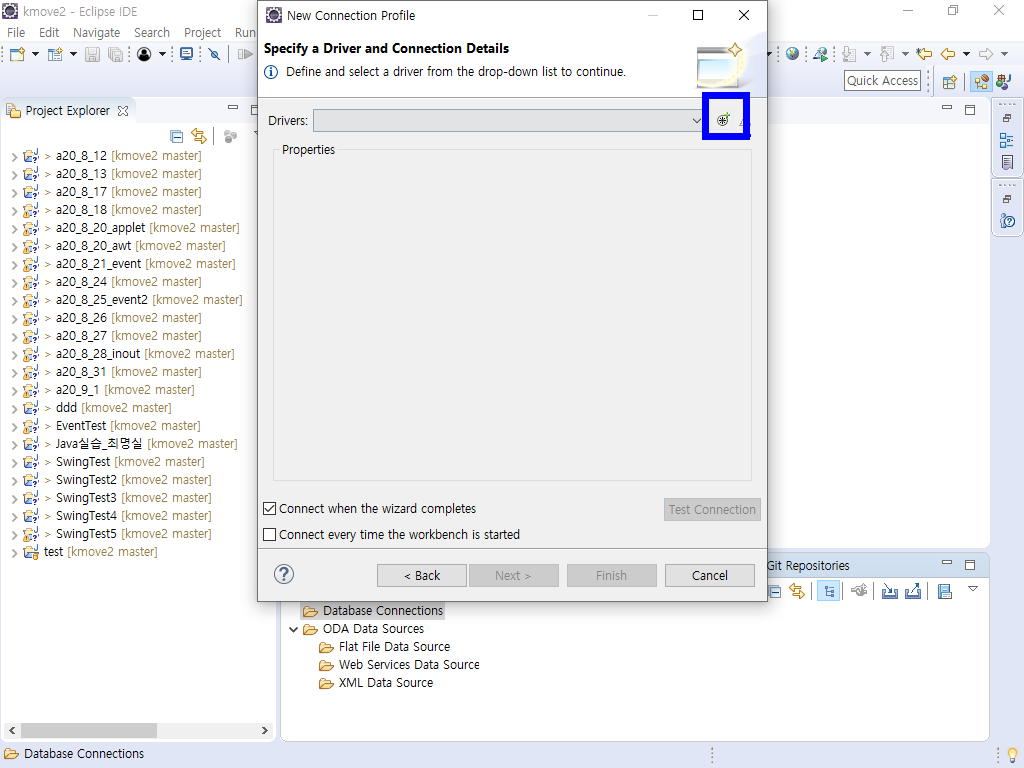 kmove2 - Eclipse IDE
File Edit Navigate Search Project Run
Quick Access
Project Explorer
> a20_8_12 [kmove2 master]
> a20_8_13 [kmove2 master]
> a20_8_17 [kmove2 master]
> a20_8_18 [kmove2 master]
> a20_8_20_applet [kmove2 master]
> a20_8_20_awt [kmove2 master]
> a20_8_21_event [kmove2 master]
> a20_8_24 [kmove2 master]
> a20_8_25_event2 [kmove2 master]
> a20_8_26 [kmove2 master]
> a20_8_27 [kmove2 master]
> a20_8_28_inout [kmove2 master]
> a20_8_31 [kmove2 master]
> a20_9_1 [kmove2 master]
> ddd [kmove2 master]
> EventTest [kmove2 master]
> Java실습_최명실 [kmove2 master]
> SwingTest [kmove2 master]
> SwingTest2 [kmove2 master]
> SwingTest3 [kmove2 master]
> SwingTest4 [kmove2 master]
> SwingTest5 [kmove2 master]
test [kmove2 master]
New Connection Profile
Specify a Driver and Connection Details
Define and select a driver from the drop-down list to continue.
Drivers:
Properties
Connect when the wizard completes
Test Connection
Connect every time the workbench is started
< Back
Next >
Finish
Cancel
Git Repositories
Database Connections
ODA Data Sources
Flat File Data Source
Web Services Data Source
XML Data Source
Database Connections